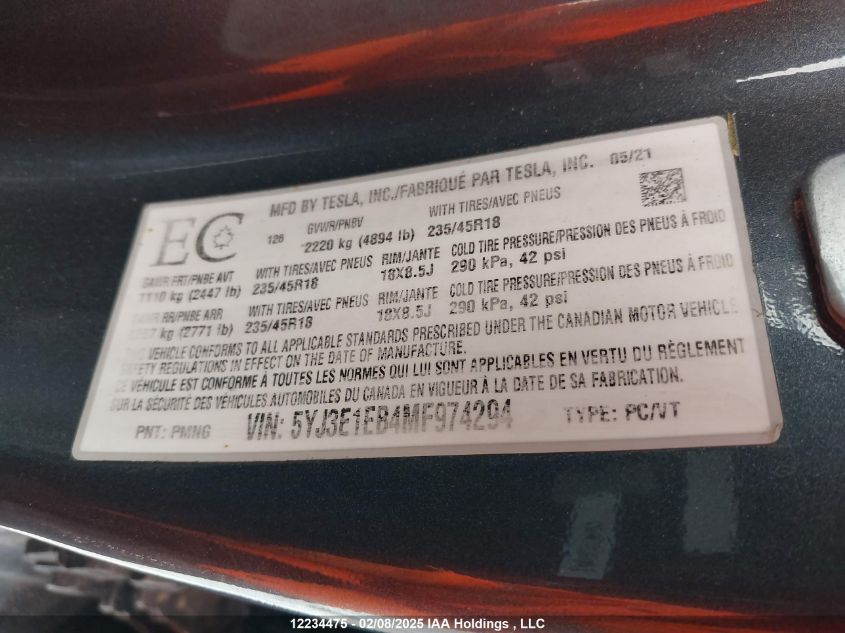 MFD BY TESLA, INC./FABRIQUÉ PAR TESLA, INC. 05/21
EC
126
GVWR/PNBV
2220 kg (4894 lb)
WITH TIRES/AVEC PNEUS
235/45R18
GAWR FRT/PNBE AVT
1110 kg (2447 lb)
WITH TIRES/AVEC PNEUS
235/45R18
RIM/JANTE
18X8.5J
COLD TIRE PRESSURE/PRESSION DES PNEUS À FROID
290 kPa, 42 psi
RR/PNBE ARR
kg (2771 lb)
WITH TIRES/AVEC PNEUS
235/45R18
RIM/JANTE
18X8.5J
COLD TIRE PRESSURE/PRESSION DES PNEUS À FROID
290 kPa, 42 psi
VEHICLE CONFORMS TO ALL APPLICABLE STANDARDS PRESCRIBED UNDER THE CANADIAN MOTOR VEHICLE
SAFETY REGULATIONS IN EFFECT ON THE DATE OF MANUFACTURE.
CE VÉHICULE EST CONFORME À TOUTES LES NORMES QUI LUI SONT APPLICABLES EN VERTU DU RÈGLEMENT
SUR LA SÉCURITÉ DES VÉHICULES AUTOMOBILES DU CANADA EN VIGUEUR À LA DATE DE SA FABRICATION.
PNT: PMNG VIN: 5YJ3E1EB4MF974294 TYPE: PC/VT
12234475 - 02/08/2025 IAA Holdings , LLC